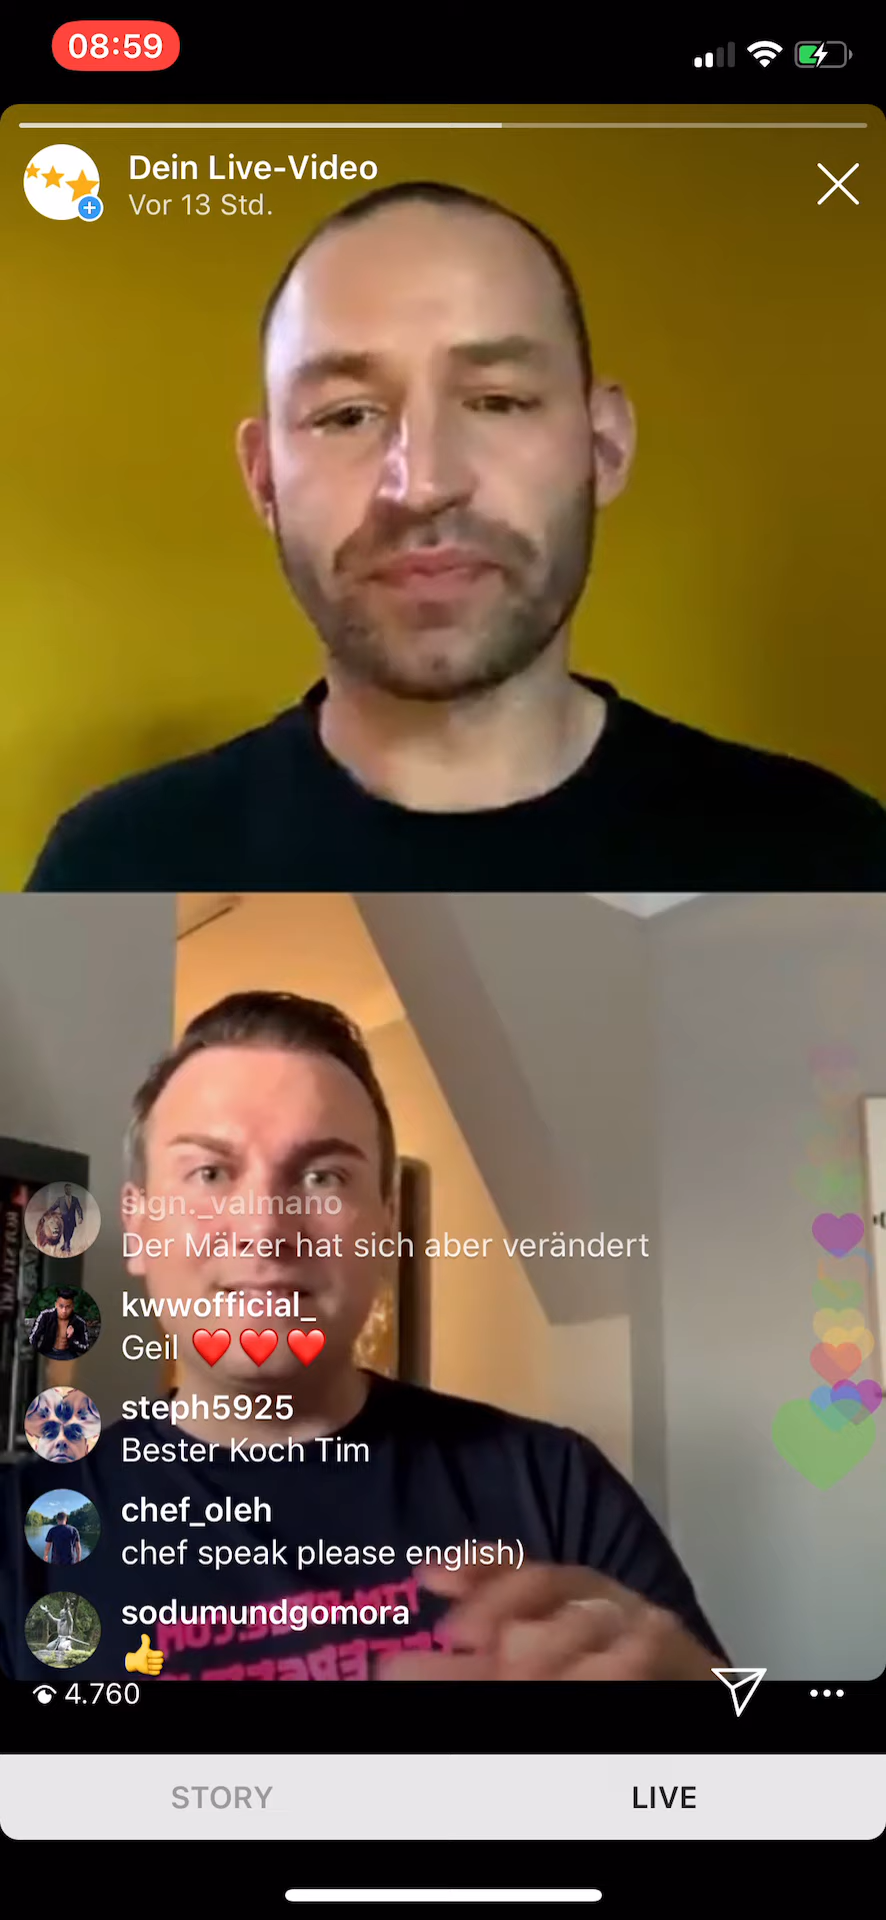 08:59
Dein Live-Video
Vor 13 Std.
sign._valmano
Der Mälzer hat sich aber verändert
kwwofficial_
Geil ❤️❤️❤️
steph5925
Bester Koch Tim
chef_oleh
chef speak please english)
sodumundgomora
👍
4.760
STORY
LIVE